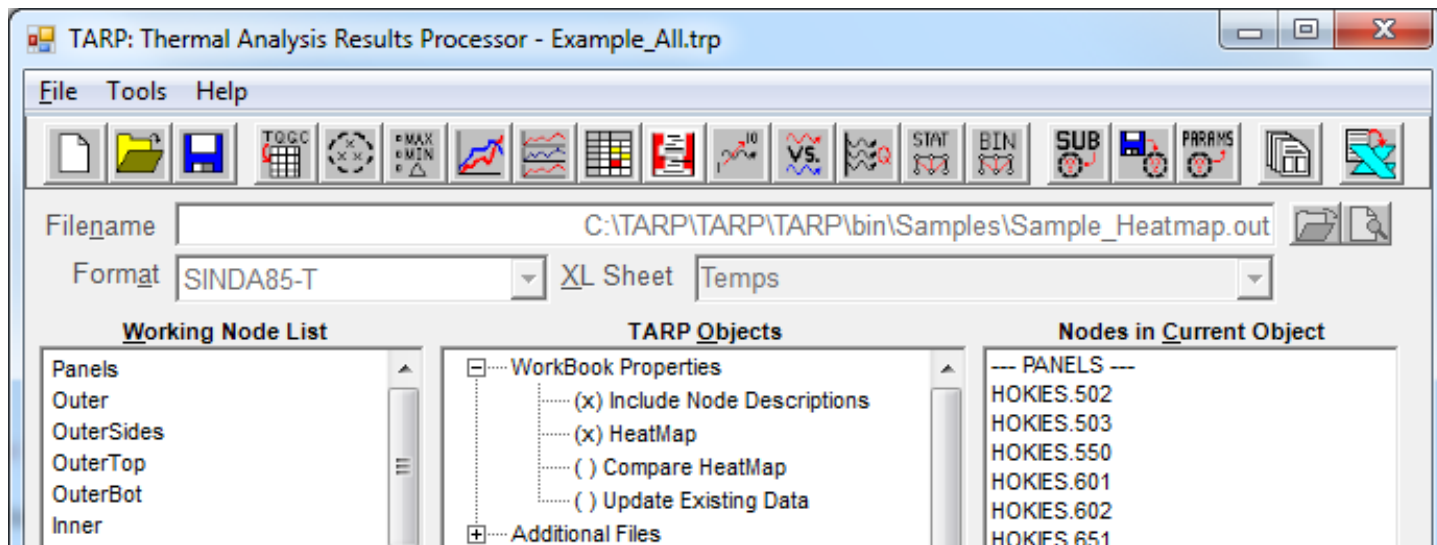 TARP: Thermal Analysis Results Processor - Example_All.trp
File Tools Help
TQGC MAX MIN 10 VS. Q STAT BIN SUB PARAMS
Filename C:\TARP\TARP\TARP\bin\Samples\Sample_Heatmap.out
Format SINDA85-T XL Sheet Temps
Working Node List
Panels
Outer
OuterSides
OuterTop
OuterBot
Inner
TARP Objects
WorkBook Properties
(x) Include Node Descriptions
(x) HeatMap
( ) Compare HeatMap
( ) Update Existing Data
Additional Files
Nodes in Current Object
--- PANELS ---
HOKIES.502
HOKIES.503
HOKIES.550
HOKIES.601
HOKIES.602
HOKIES.651